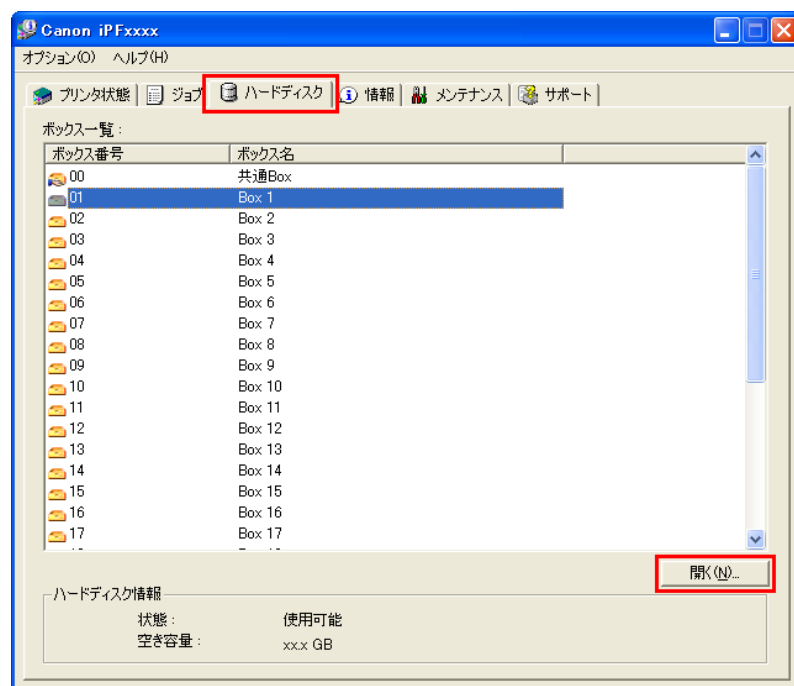 Canon iPFxxxx
オプション(O) ヘルプ(H)
プリンタ状態 ジョブ ハードディスク 情報 メンテナンス サポート
ボックス一覧：
ボックス番号 ボックス名
00 共通Box
01 Box 1
02 Box 2
03 Box 3
04 Box 4
05 Box 5
06 Box 6
07 Box 7
08 Box 8
09 Box 9
10 Box 10
11 Box 11
12 Box 12
13 Box 13
14 Box 14
15 Box 15
16 Box 16
17 Box 17
開く(N)...
ハードディスク情報
状態： 使用可能
空き容量： xx.x GB